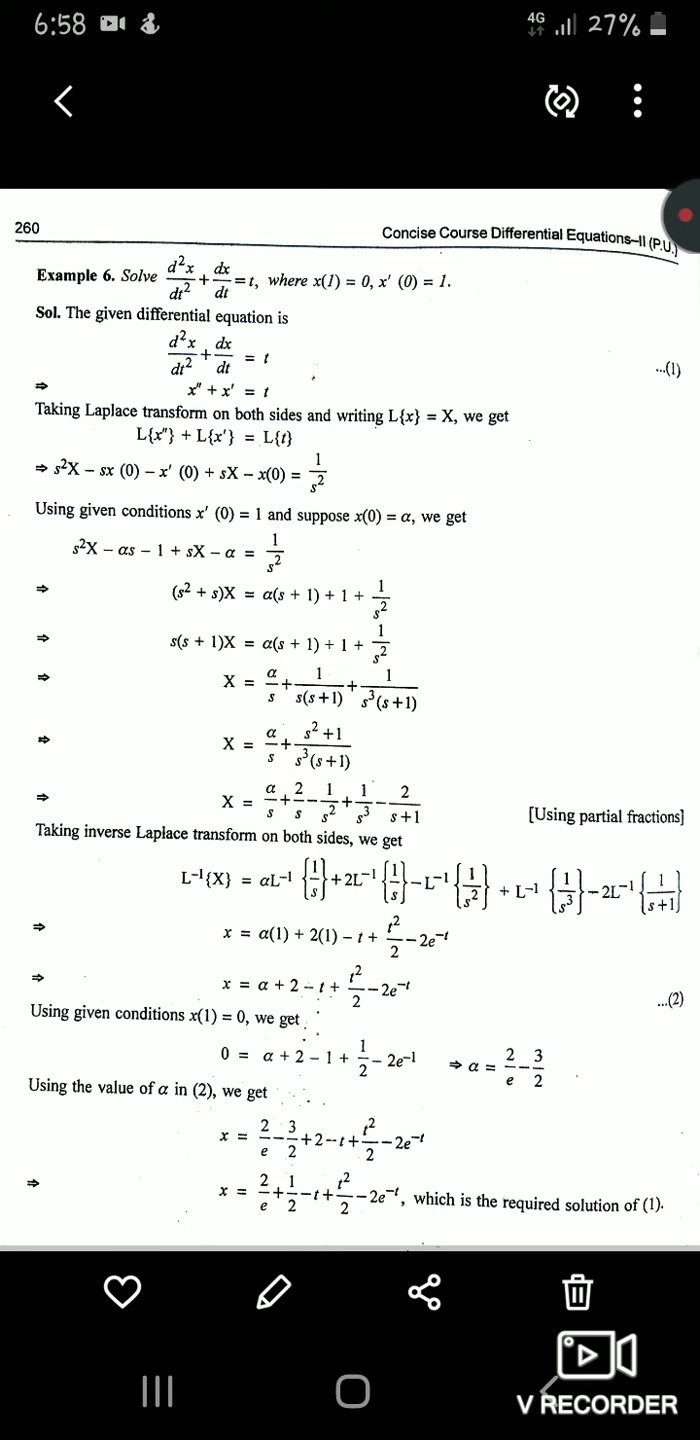 6:58 4G 27%
260 Concise Course Differential Equations–II (P.U.)
Example 6. Solve d²x/dt² + dx/dt = t, where x(1) = 0, x′ (0) = 1.
Sol. The given differential equation is
d²x/dt² + dx/dt = t ...(1)
⇒ x″ + x′ = t
Taking Laplace transform on both sides and writing L{x} = X, we get
L{x″} + L{x′} = L{t}
⇒ s²X – sx (0) – x′ (0) + sX – x(0) = 1/s²
Using given conditions x′ (0) = 1 and suppose x(0) = α, we get
s²X – αs – 1 + sX – α = 1/s²
⇒ (s² + s)X = α(s + 1) + 1 + 1/s²
⇒ s(s + 1)X = α(s + 1) + 1 + 1/s²
⇒ X = α/s + 1/s(s+1) + 1/s³(s+1)
⇒ X = α/s + s²+1/s³(s+1)
⇒ X = α/s + 2/s – 1/s² + 1/s³ – 2/s+1 [Using partial fractions]
Taking inverse Laplace transform on both sides, we get
L⁻¹{X} = αL⁻¹ {1/s} + 2L⁻¹ {1/s} – L⁻¹ {1/s²} + L⁻¹ {1/s³} – 2L⁻¹ {1/s+1}
⇒ x = α(1) + 2(1) – t + t²/2 – 2e⁻ᵗ
⇒ x = α + 2 – t + t²/2 – 2e⁻ᵗ ...(2)
Using given conditions x(1) = 0, we get
0 = α + 2 – 1 + 1/2 – 2e⁻¹ ⇒ α = 2/e – 3/2
Using the value of α in (2), we get
x = 2/e – 3/2 + 2 – t + t²/2 – 2e⁻ᵗ
⇒ x = 2/e + 1/2 – t + t²/2 – 2e⁻ᵗ, which is the required solution of (1).
V RECORDER